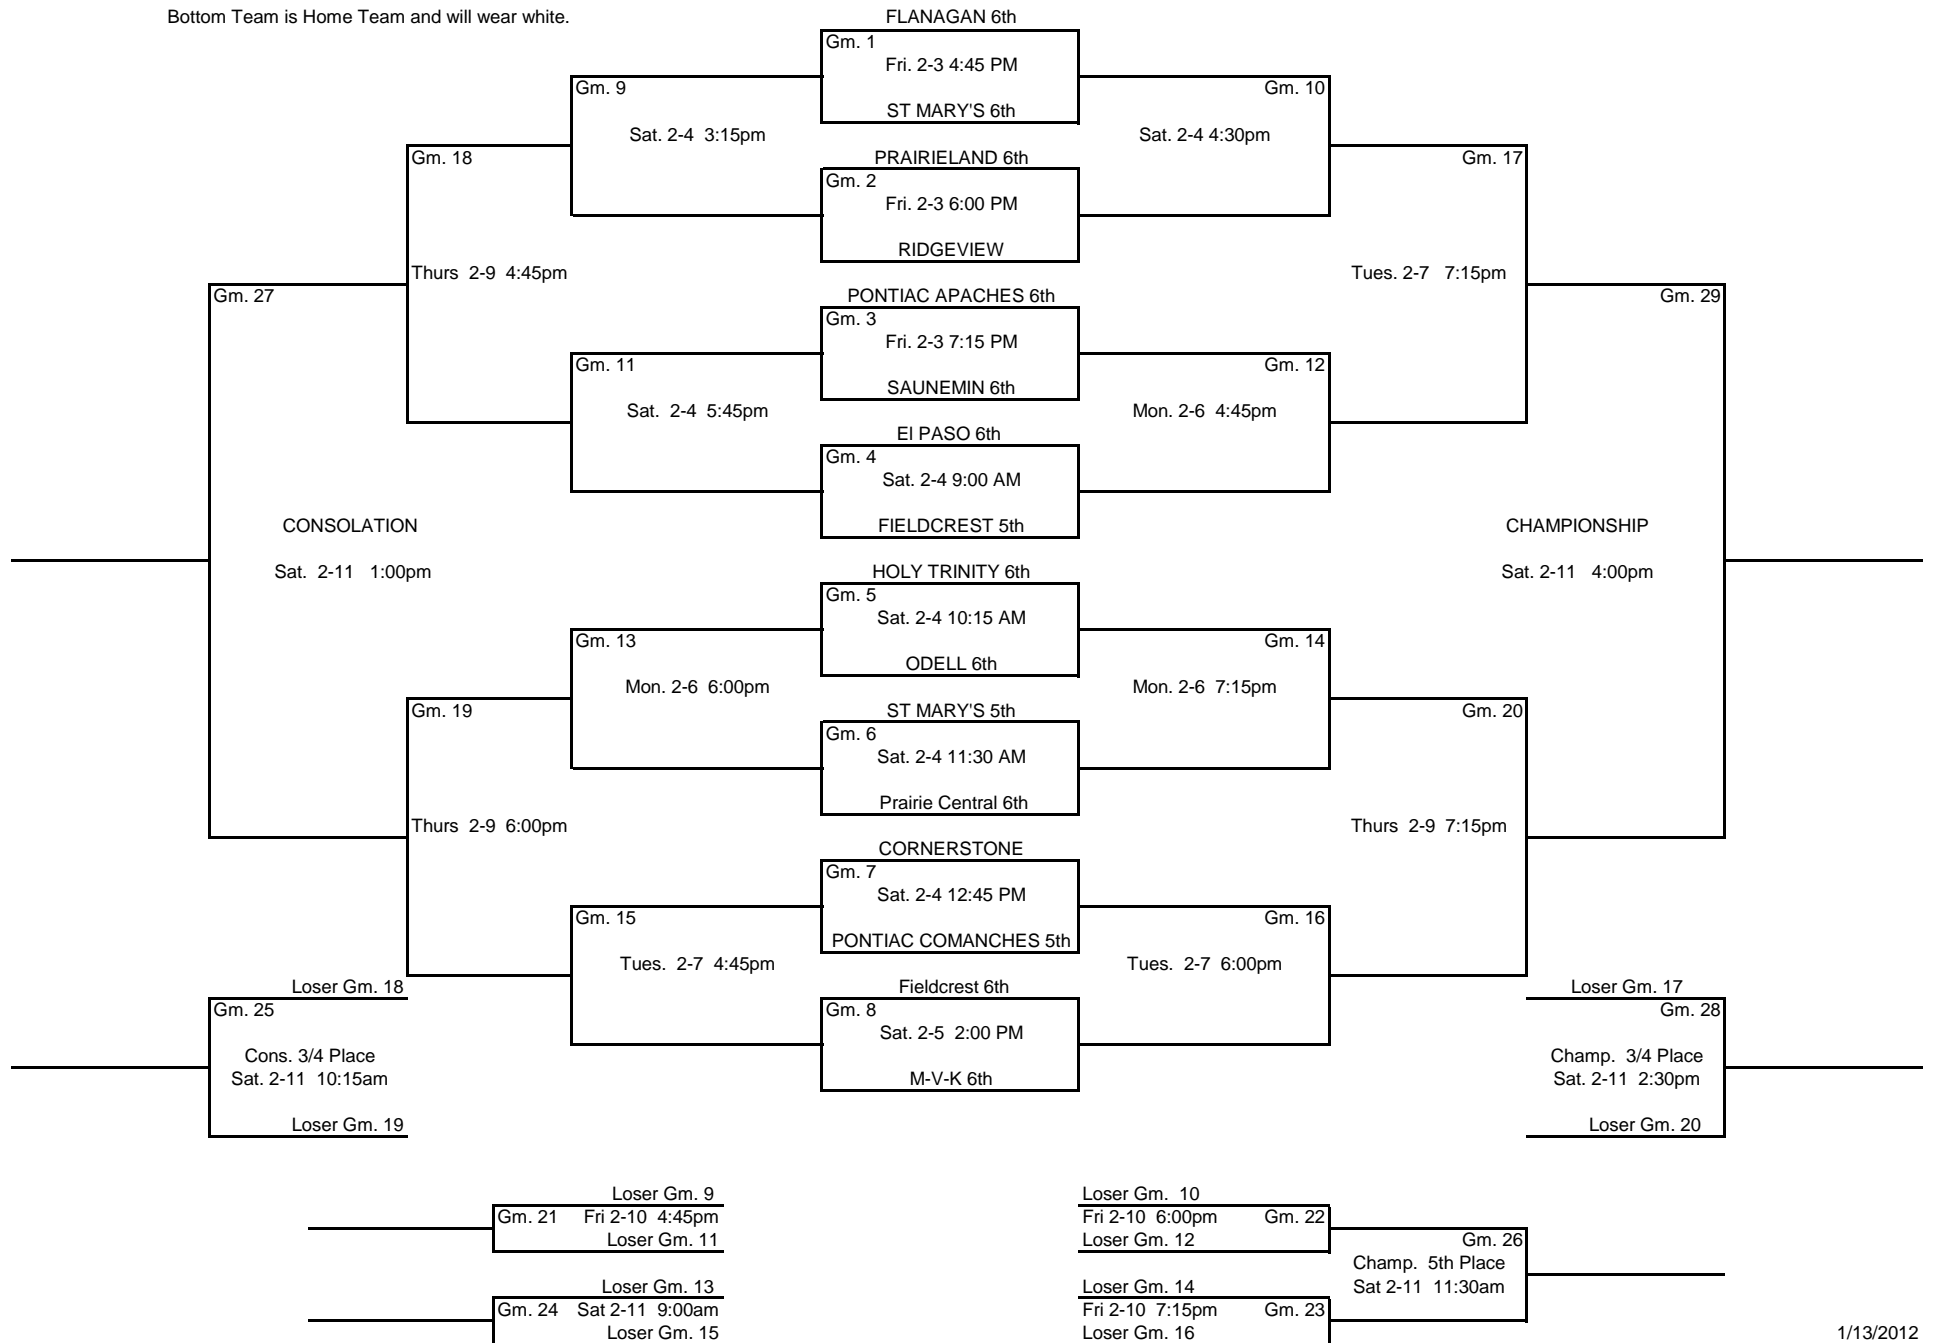 Bottom Team is Home Team and will wear white.
FLANAGAN 6th
Gm. 1
Fri. 2-3 4:45 PM
Gm. 9
Gm. 10
ST MARY'S 6th
Sat. 2-4 3:15pm
Sat. 2-4 4:30pm
Gm. 18
PRAIRIELAND 6th
Gm. 17
Gm. 2
Fri. 2-3 6:00 PM
RIDGEVIEW
Thurs 2-9 4:45pm
Tues. 2-7 7:15pm
Gm. 27
PONTIAC APACHES 6th
Gm. 29
Gm. 3
Fri. 2-3 7:15 PM
Gm. 11
Gm. 12
SAUNEMIN 6th
Sat. 2-4 5:45pm
Mon. 2-6 4:45pm
El PASO 6th
Gm. 4
Sat. 2-4 9:00 AM
CONSOLATION
FIELDCREST 5th
CHAMPIONSHIP
Sat. 2-11 1:00pm
HOLY TRINITY 6th
Sat. 2-11 4:00pm
Gm. 5
Sat. 2-4 10:15 AM
Gm. 13
Gm. 14
ODELL 6th
Mon. 2-6 6:00pm
Mon. 2-6 7:15pm
Gm. 19
ST MARY'S 5th
Gm. 20
Gm. 6
Sat. 2-4 11:30 AM
Prairie Central 6th
Thurs 2-9 6:00pm
Thurs 2-9 7:15pm
CORNERSTONE
Gm. 7
Sat. 2-4 12:45 PM
Gm. 15
Gm. 16
PONTIAC COMANCHES 5th
Tues. 2-7 4:45pm
Tues. 2-7 6:00pm
Loser Gm. 18
Fieldcrest 6th
Loser Gm. 17
Gm. 25
Gm. 8
Gm. 28
Sat. 2-5 2:00 PM
Cons. 3/4 Place
Champ. 3/4 Place
Sat. 2-11 10:15am
M-V-K 6th
Sat. 2-11 2:30pm
Loser Gm. 19
Loser Gm. 20
Loser Gm. 9
Loser Gm. 10
Gm. 21 Fri 2-10 4:45pm
Fri 2-10 6:00pm Gm. 22
Loser Gm. 11
Loser Gm. 12
Gm. 26
Champ. 5th Place
Loser Gm. 13
Loser Gm. 14
Sat 2-11 11:30am
Gm. 24 Sat 2-11 9:00am
Fri 2-10 7:15pm Gm. 23
Loser Gm. 15
Loser Gm. 16
1/13/2012